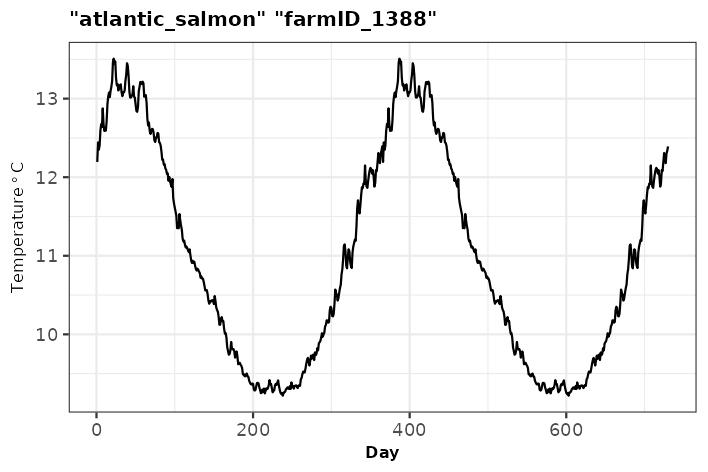 "atlantic_salmon" "farmID_1388"
Temperature ° C
13
12
11
10
0 200 400 600
Day